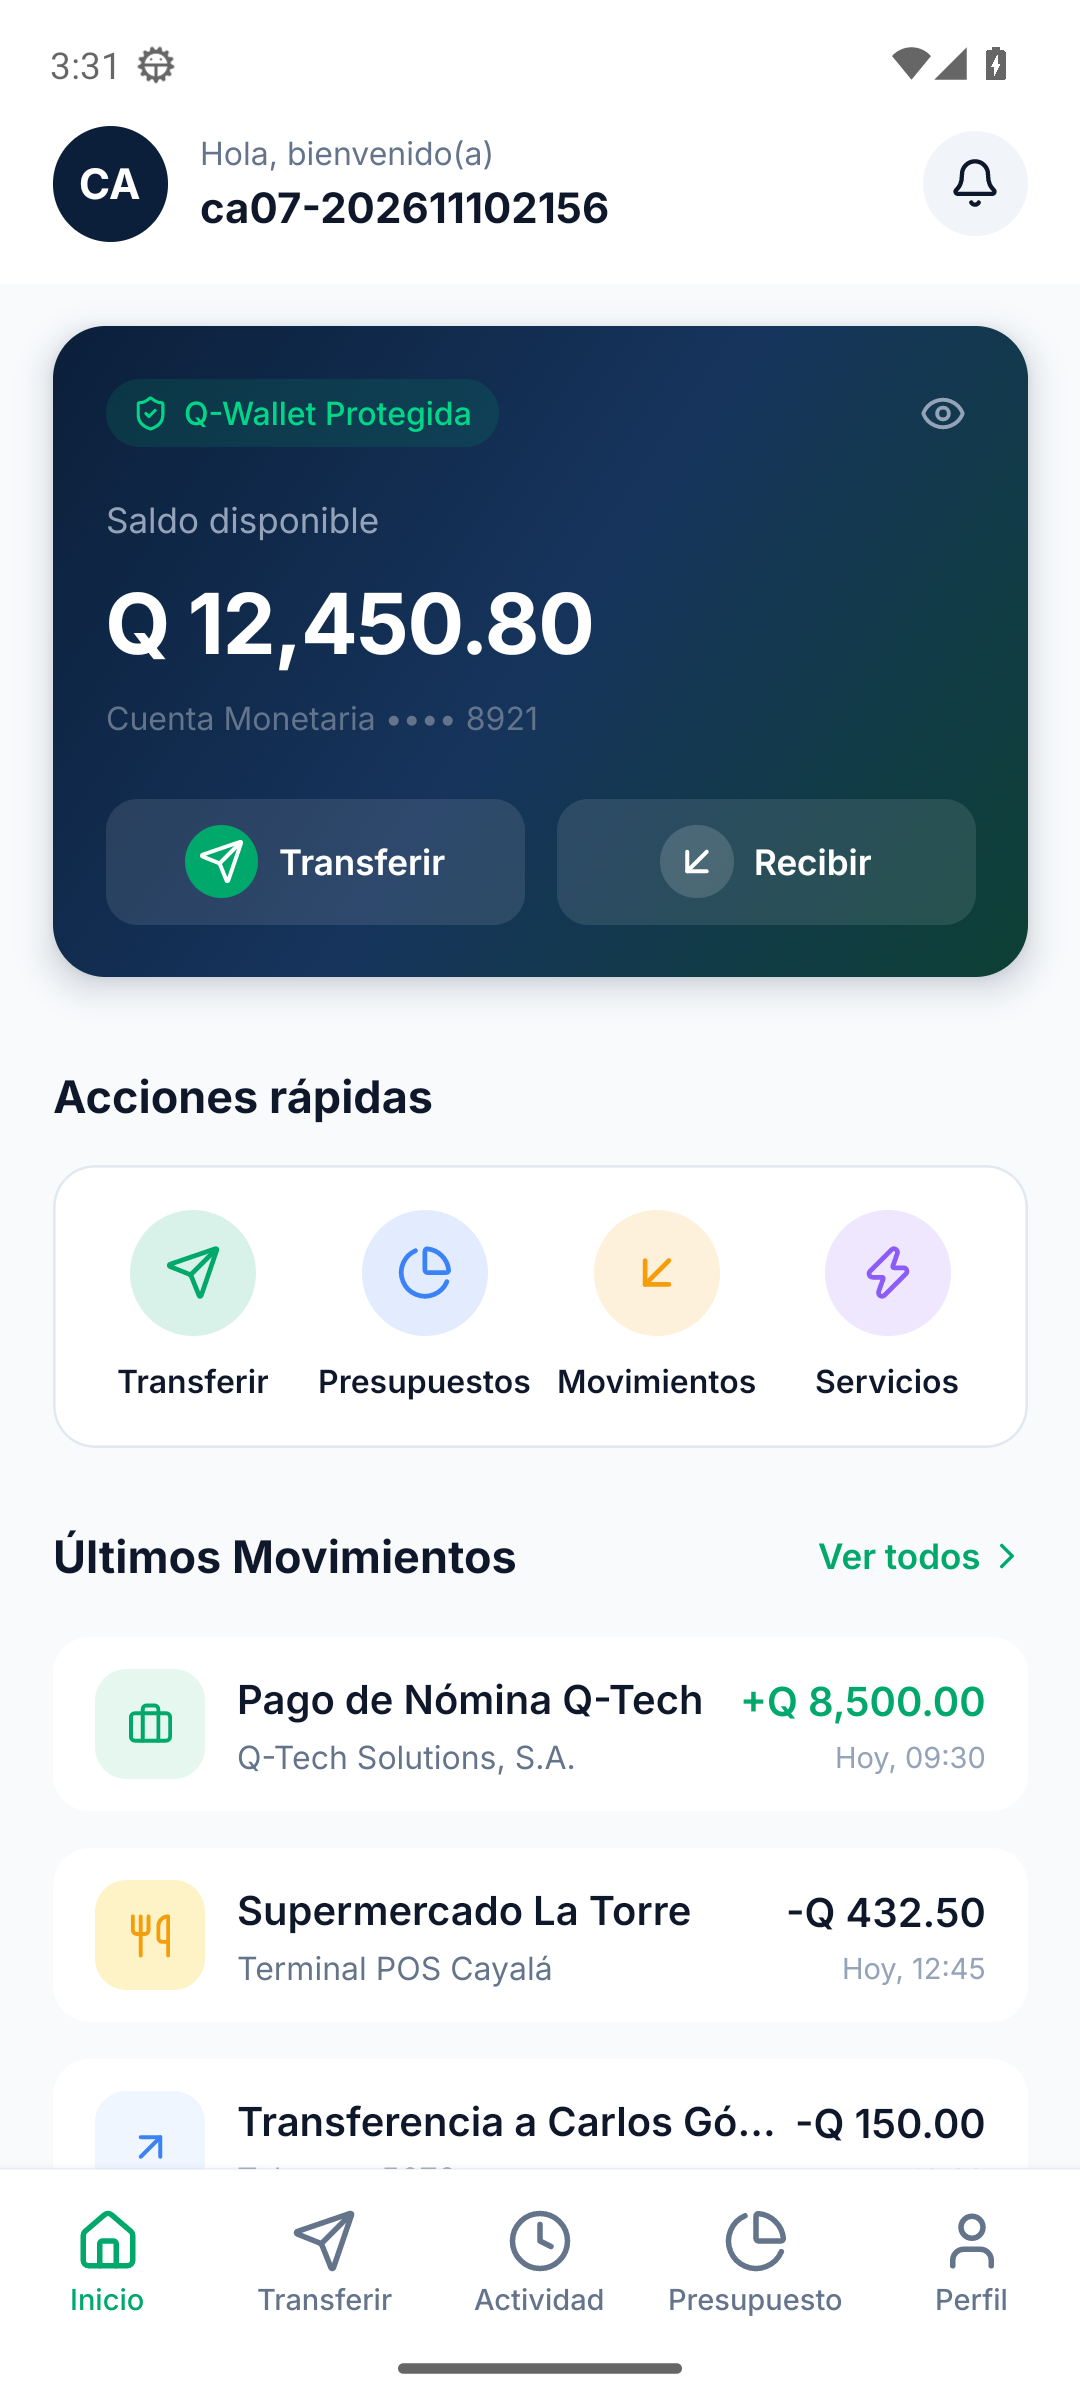 3:31
CA
Hola, bienvenido(a)
ca07-202611102156
Q-Wallet Protegida
Saldo disponible
Q 12,450.80
Cuenta Monetaria •••• 8921
Transferir
Recibir
Acciones rápidas
Transferir
Presupuestos
Movimientos
Servicios
Últimos Movimientos
Ver todos
Pago de Nómina Q-Tech
+Q 8,500.00
Q-Tech Solutions, S.A.
Hoy, 09:30
Supermercado La Torre
-Q 432.50
Terminal POS Cayalá
Hoy, 12:45
Transferencia a Carlos Gó...
-Q 150.00
Inicio
Transferir
Actividad
Presupuesto
Perfil